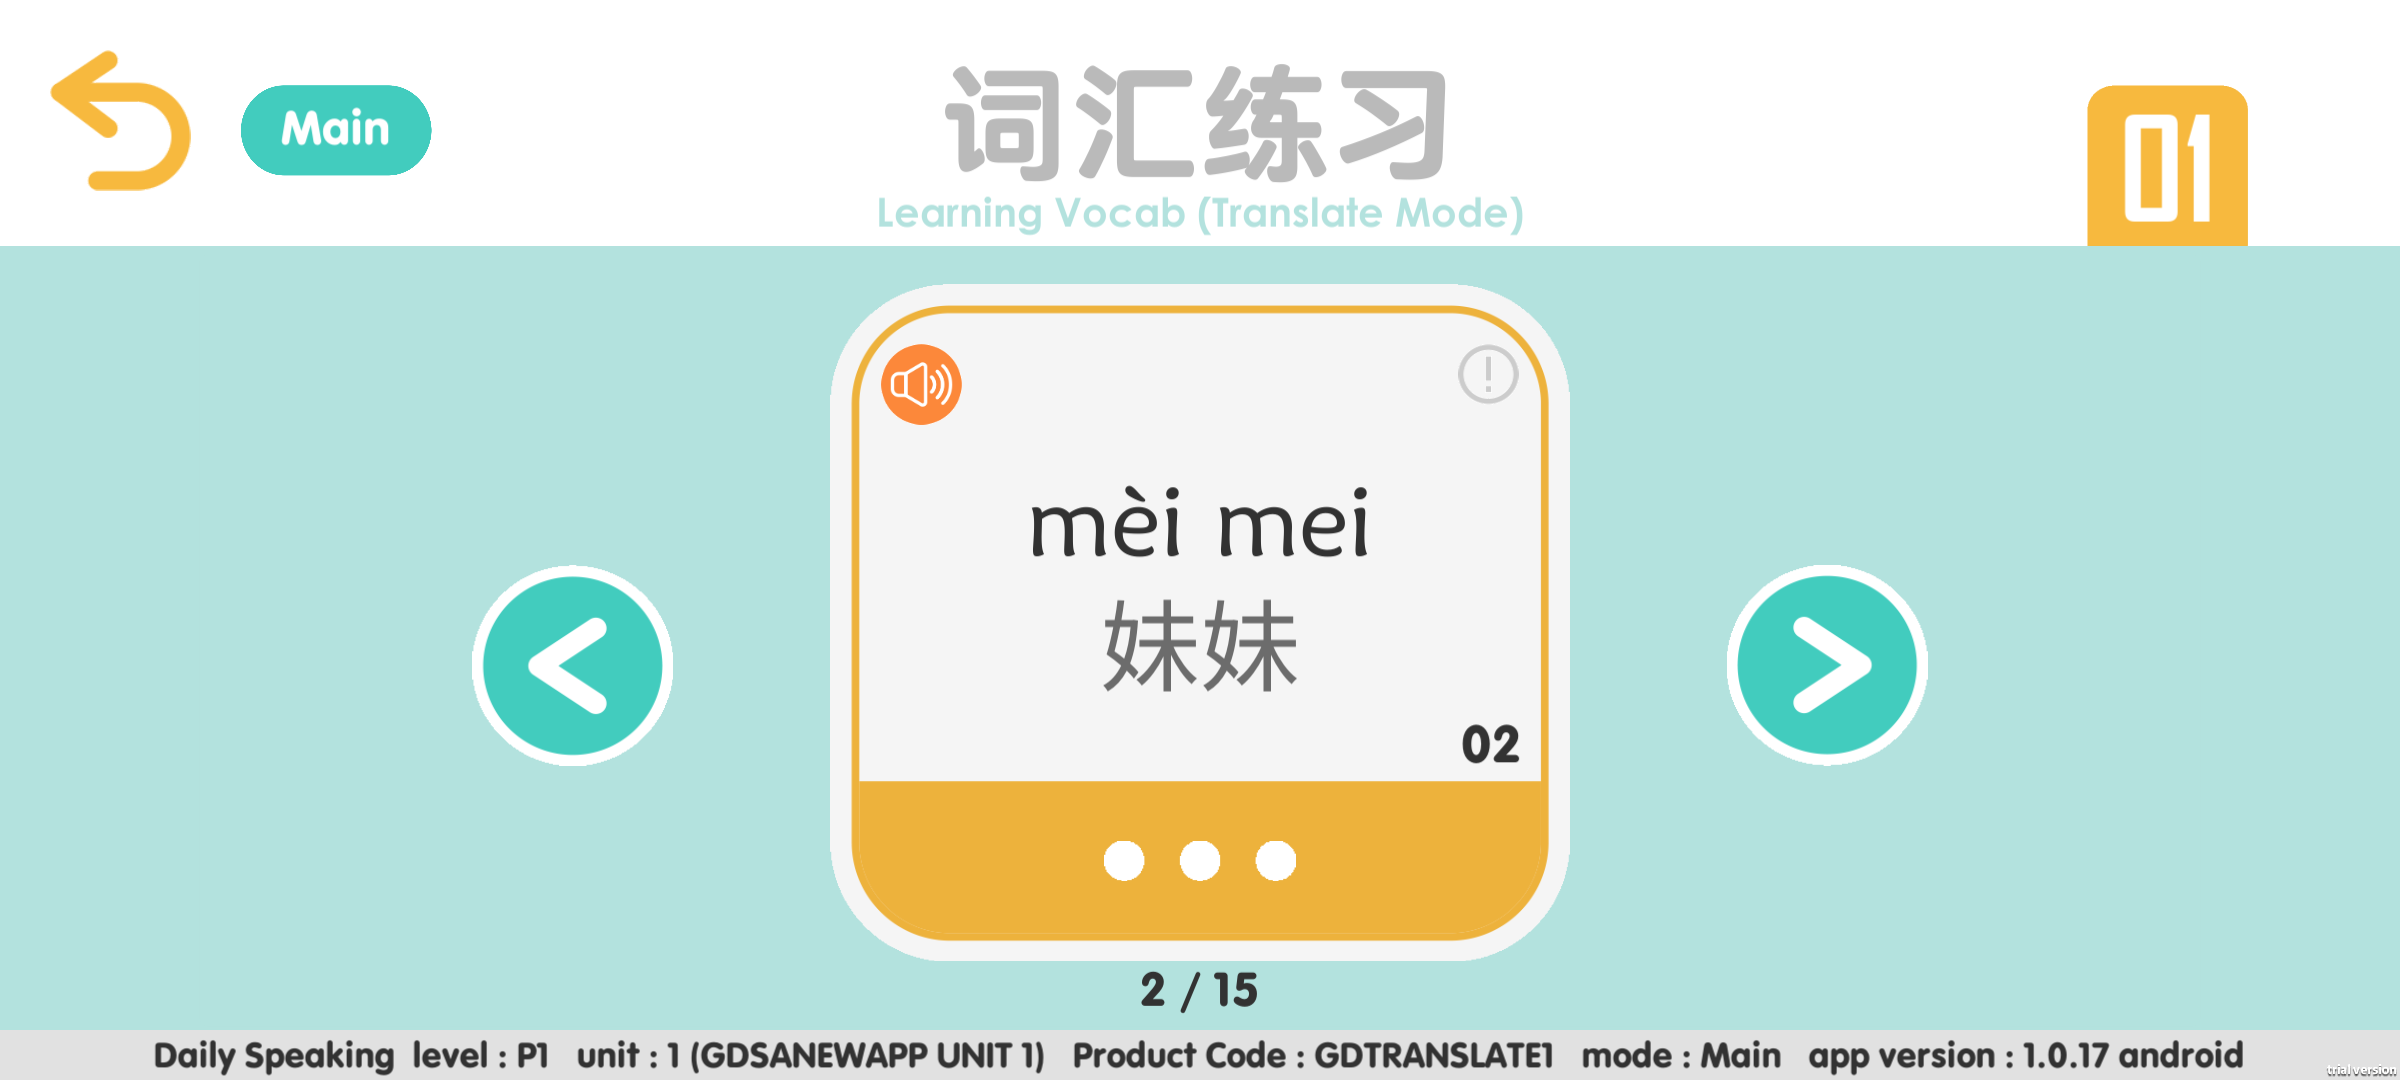 Main
词汇练习
Learning Vocab (Translate Mode)
01
mèi mei
妹妹
02
2 / 15
Daily Speaking level : P1 unit : 1 (GDSANEWAPP UNIT 1) Product Code : GDTRANSLATE1 mode : Main app version : 1.0.17 android
trial version